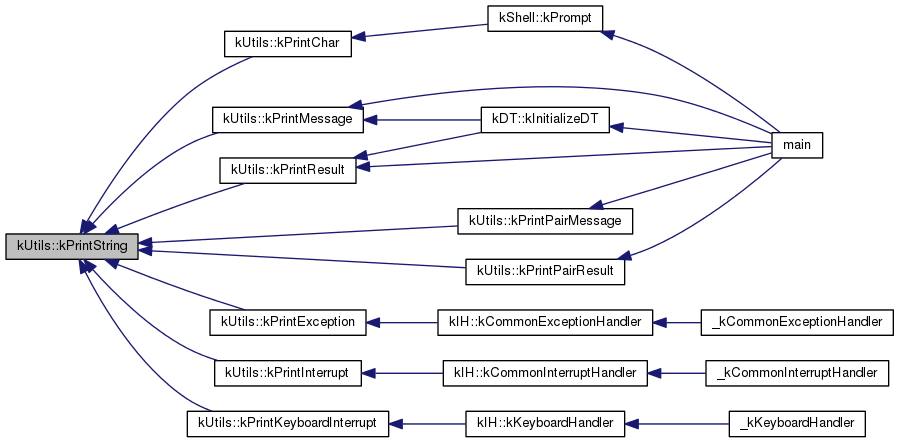 kShell::kPrompt
kUtils::kPrintChar
kUtils::kPrintMessage
kDT::kInitializeDT
main
kUtils::kPrintResult
kUtils::kPrintPairMessage
kUtils::kPrintString
kUtils::kPrintPairResult
kUtils::kPrintException
kIH::kCommonExceptionHandler
_kCommonExceptionHandler
kUtils::kPrintInterrupt
kIH::kCommonInterruptHandler
_kCommonInterruptHandler
kUtils::kPrintKeyboardInterrupt
kIH::kKeyboardHandler
_kKeyboardHandler